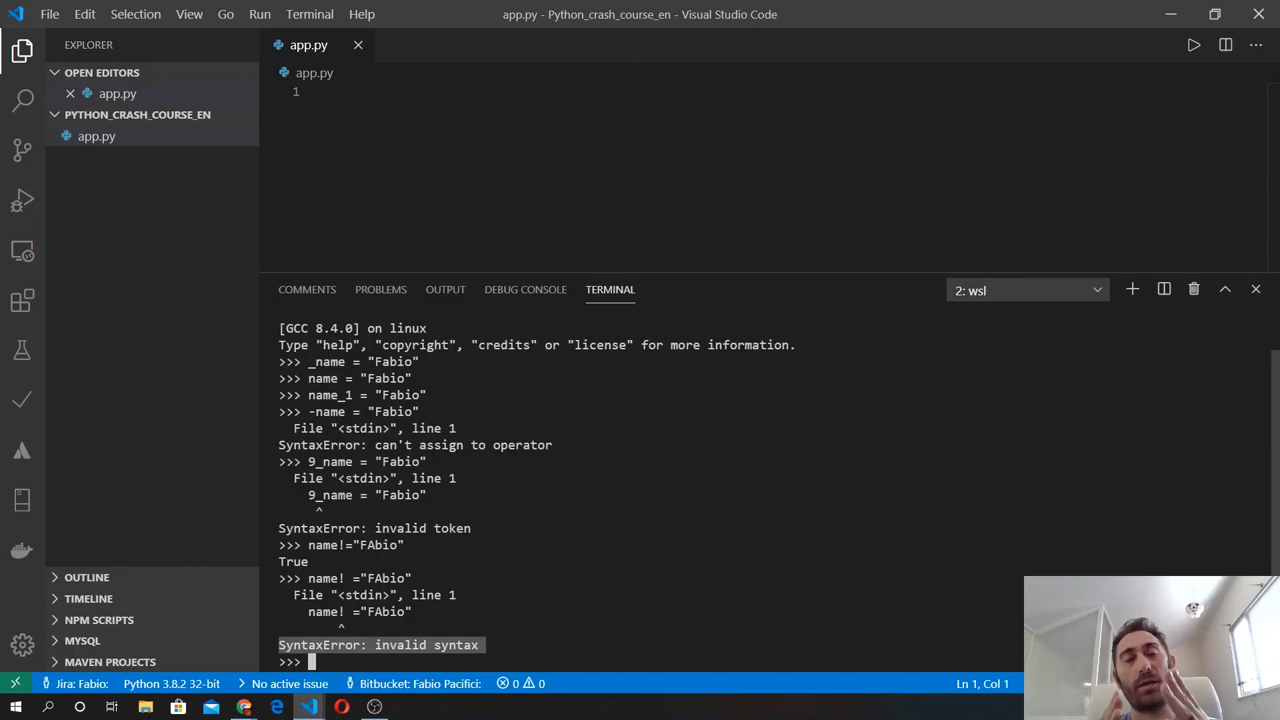 File Edit Selection View Go Run Terminal Help app.py - Python_crash_course_en - Visual Studio Code
EXPLORER
app.py
OPEN EDITORS
app.py
app.py
1
PYTHON_CRASH_COURSE_EN
app.py
COMMENTS PROBLEMS OUTPUT DEBUG CONSOLE TERMINAL 2: wsl
[GCC 8.4.0] on linux
Type "help", "copyright", "credits" or "license" for more information.
>>> _name = "Fabio"
>>> name = "Fabio"
>>> name_1 = "Fabio"
>>> -name = "Fabio"
File "<stdin>", line 1
SyntaxError: can't assign to operator
>>> 9_name = "Fabio"
File "<stdin>", line 1
9_name = "Fabio"
^
SyntaxError: invalid token
>>> name!="FAbio"
True
>>> name! ="FAbio"
File "<stdin>", line 1
name! ="FAbio"
^
SyntaxError: invalid syntax
>>>
OUTLINE
TIMELINE
NPM SCRIPTS
MYSQL
MAVEN PROJECTS
Jira: Fabio: Python 3.8.2 32-bit No active issue Bitbucket: Fabio Pacifici: 0 0 Ln 1, Col 1